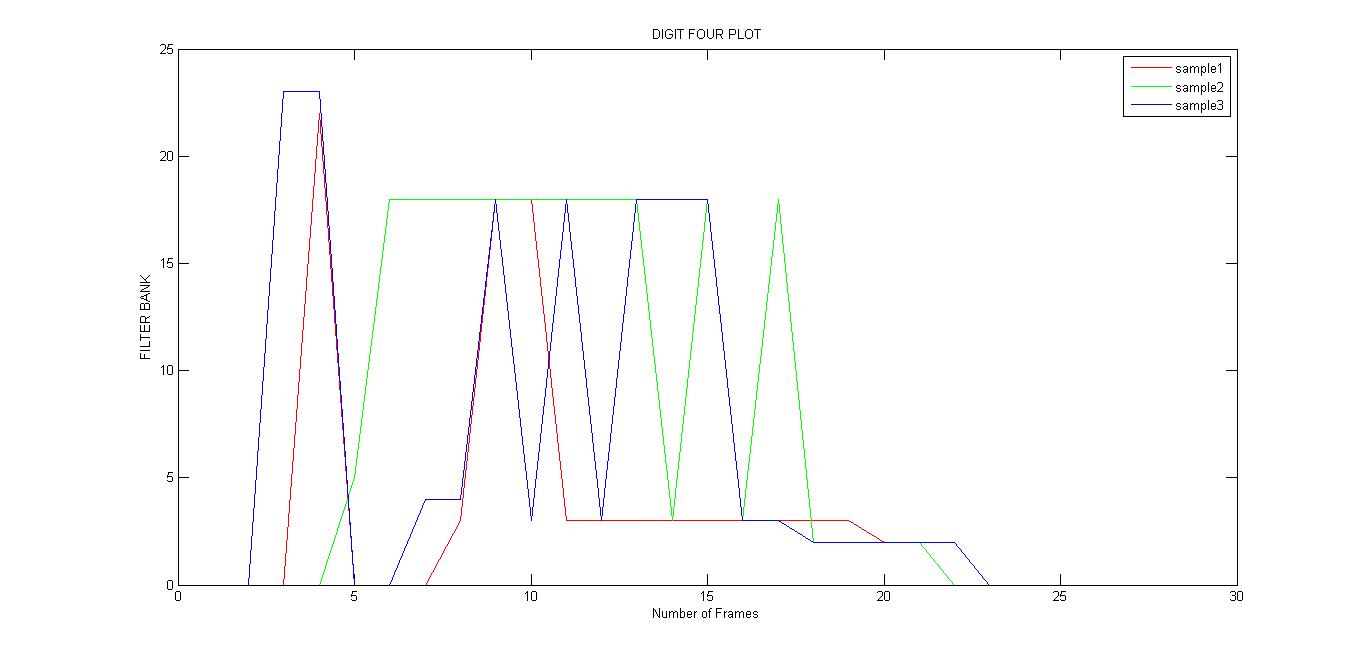 DIGIT FOUR PLOT
25
sample1
sample2
sample3
20
15
FILTER BANK
10
5
0
0 5 10 15 20 25 30
Number of Frames